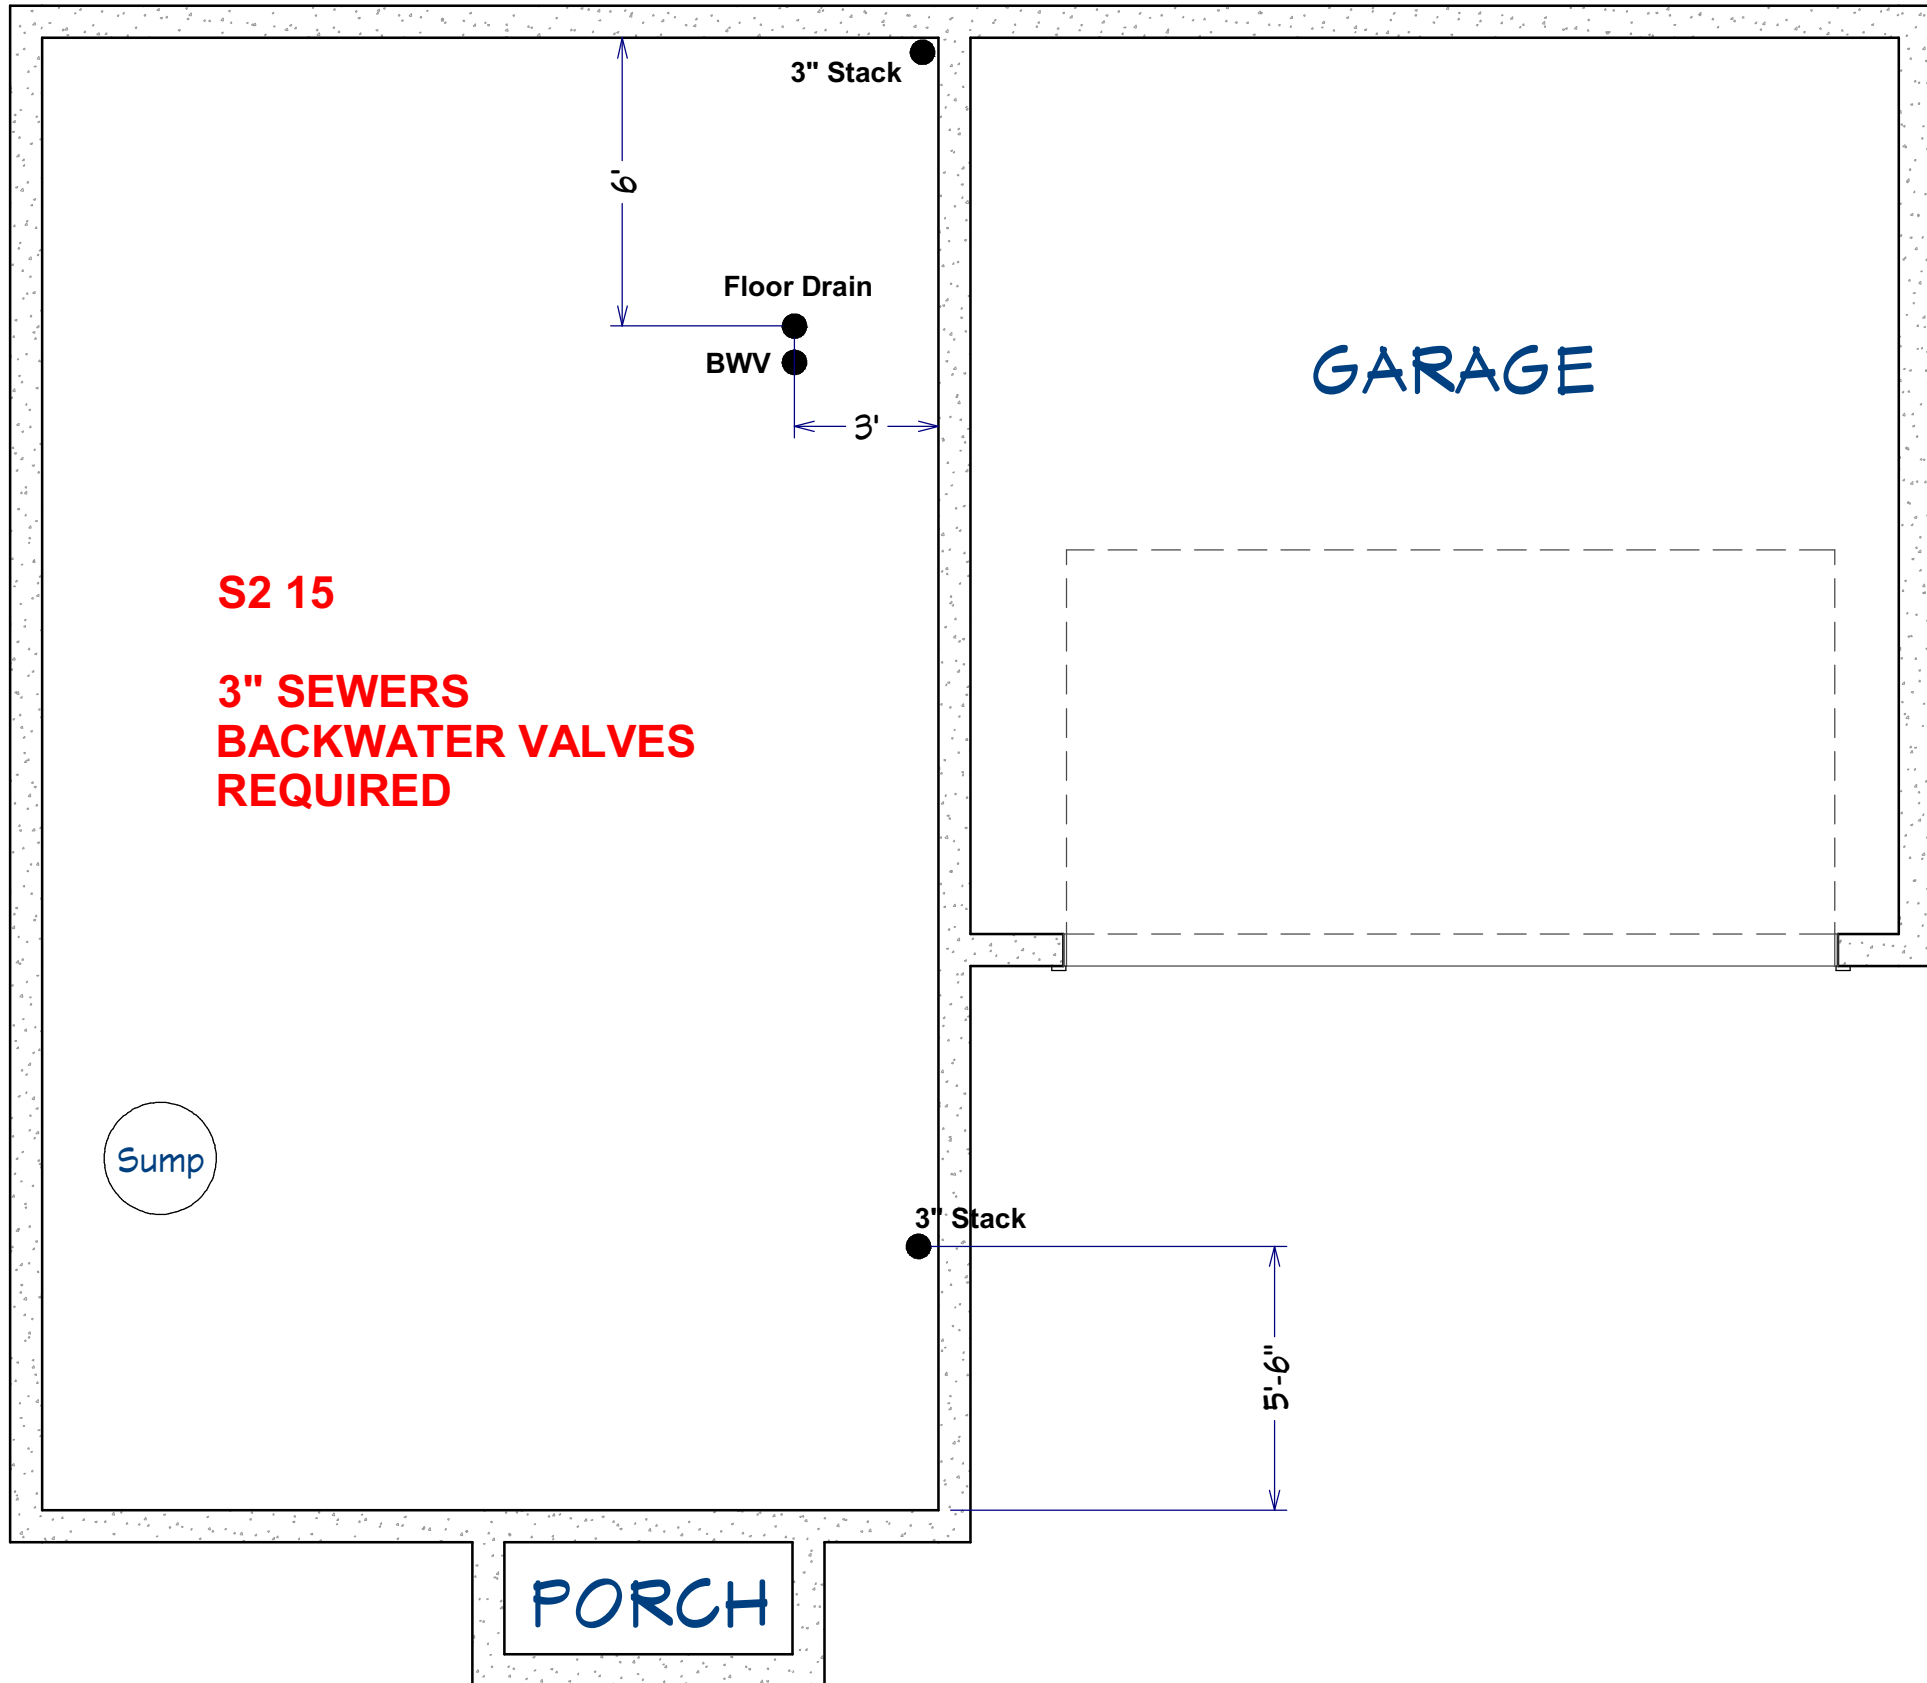 3" Stack
6'
Floor Drain
BWV
3'
GARAGE
S2 15
3" SEWERS
BACKWATER VALVES
REQUIRED
Sump
3" Stack
5'-6"
PORCH